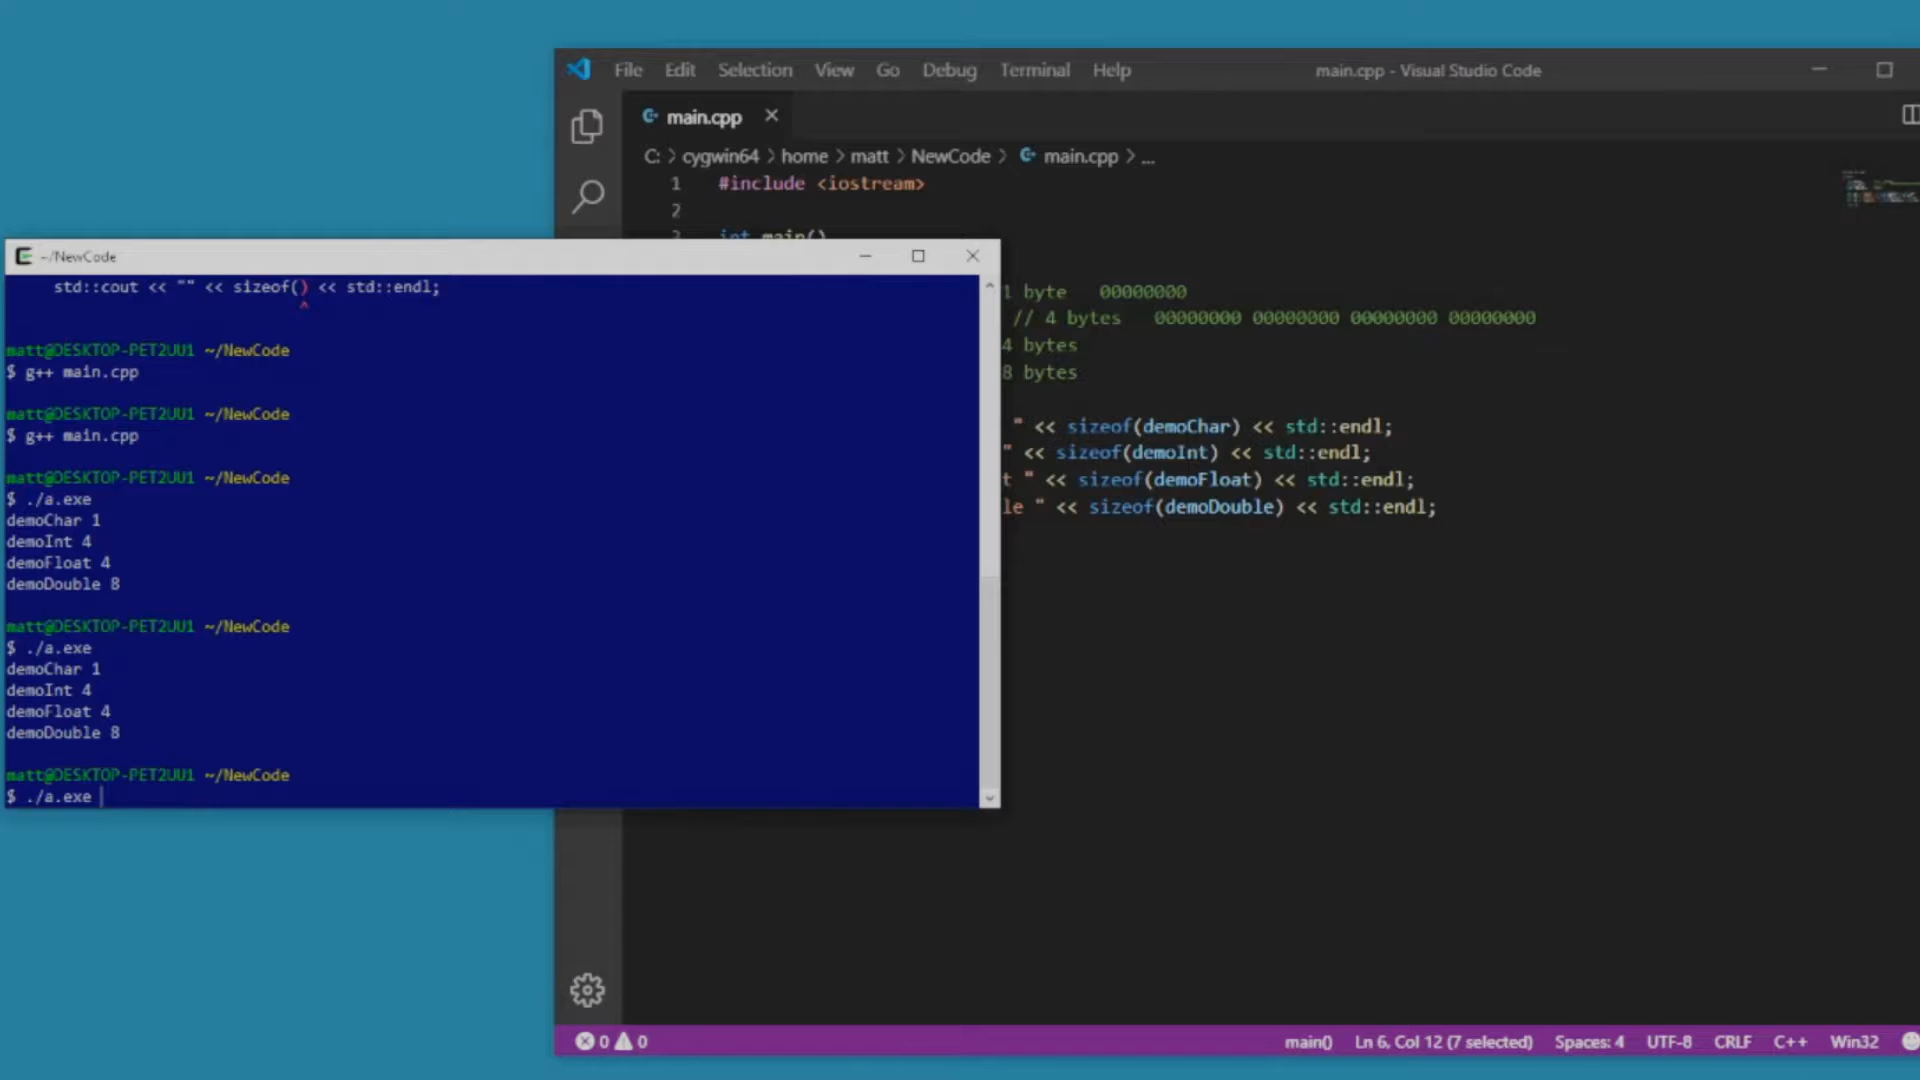 File Edit Selection View Go Debug Terminal Help
main.cpp - Visual Studio Code
main.cpp
C: > cygwin64 > home > matt > NewCode > main.cpp > ...
1 #include <iostream>
2
3 int main()
1 byte 00000000
// 4 bytes 00000000 00000000 00000000 00000000
4 bytes
8 bytes
" << sizeof(demoChar) << std::endl;
" << sizeof(demoInt) << std::endl;
t " << sizeof(demoFloat) << std::endl;
le " << sizeof(demoDouble) << std::endl;
~/NewCode
std::cout << "" << sizeof() << std::endl;
^
matt@DESKTOP-PET2UU1 ~/NewCode
$ g++ main.cpp
matt@DESKTOP-PET2UU1 ~/NewCode
$ g++ main.cpp
matt@DESKTOP-PET2UU1 ~/NewCode
$ ./a.exe
demoChar 1
demoInt 4
demoFloat 4
demoDouble 8
matt@DESKTOP-PET2UU1 ~/NewCode
$ ./a.exe
demoChar 1
demoInt 4
demoFloat 4
demoDouble 8
matt@DESKTOP-PET2UU1 ~/NewCode
$ ./a.exe
0 0
main() Ln 6, Col 12 (7 selected) Spaces: 4 UTF-8 CRLF C++ Win32